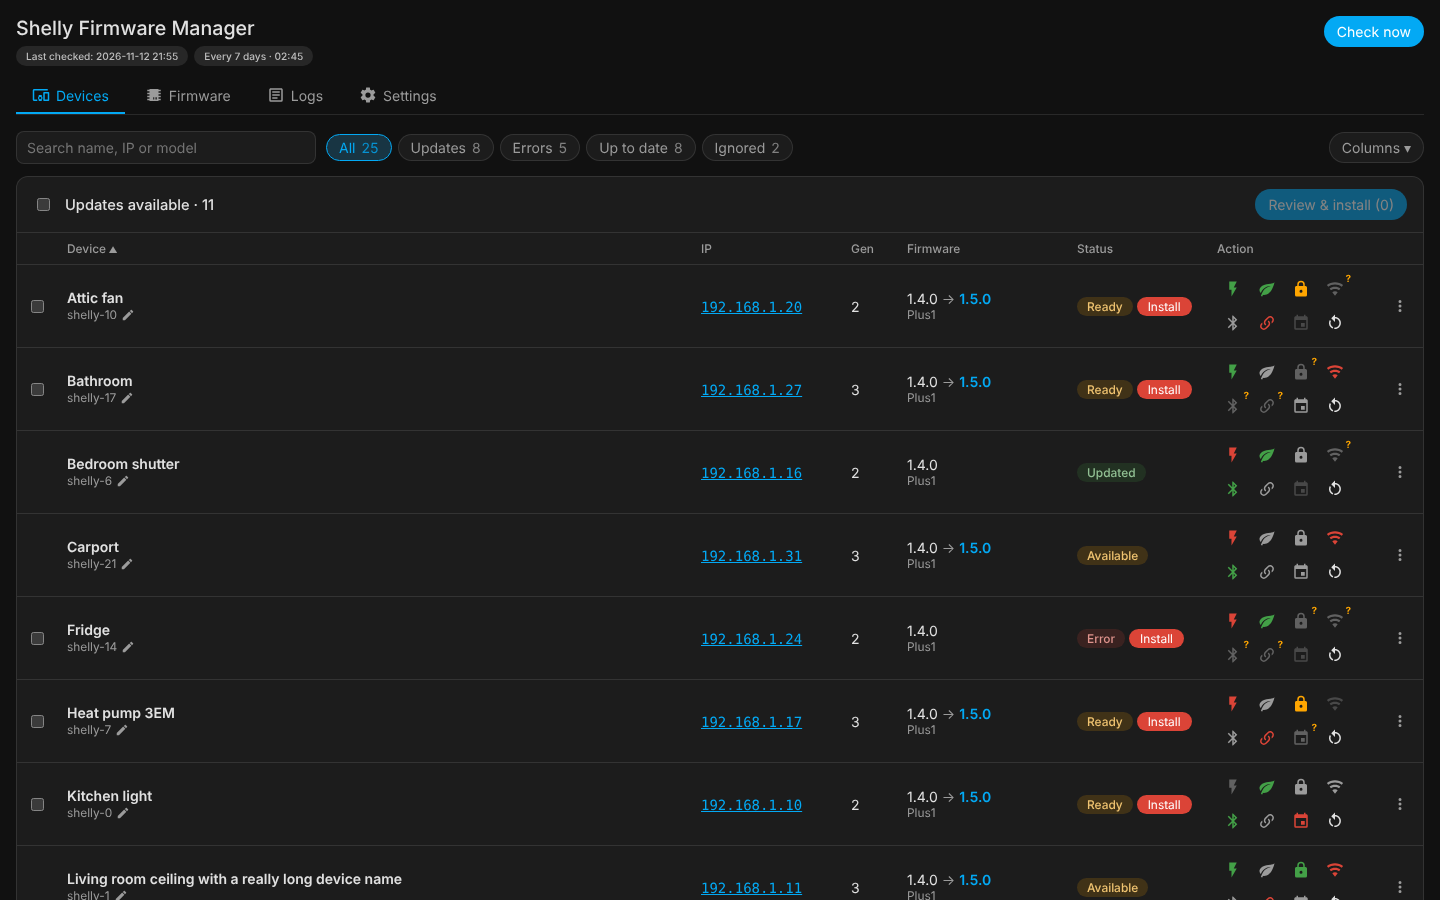 Shelly Firmware Manager
Check now
Last checked: 2026-11-12 21:55
Every 7 days · 02:45
Devices
Firmware
Logs
Settings
Search name, IP or model
All 25
Updates 8
Errors 5
Up to date 8
Ignored 2
Columns ▾
Updates available · 11
Review & install (0)
Device ▲ IP Gen Firmware Status Action
Attic fan
shelly-10
192.168.1.20
2
1.4.0 → 1.5.0
Plus1
Ready
Install
?
Bathroom
shelly-17
192.168.1.27
3
1.4.0 → 1.5.0
Plus1
Ready
Install
?
? ?
Bedroom shutter
shelly-6
192.168.1.16
2
1.4.0
Plus1
Updated
?
Carport
shelly-21
192.168.1.31
3
1.4.0 → 1.5.0
Plus1
Available
Fridge
shelly-14
192.168.1.24
2
1.4.0
Plus1
Error
Install
? ?
? ?
Heat pump 3EM
shelly-7
192.168.1.17
3
1.4.0 → 1.5.0
Plus1
Ready
Install
?
Kitchen light
shelly-0
192.168.1.10
2
1.4.0 → 1.5.0
Plus1
Ready
Install
Living room ceiling with a really long device name
shelly-1
192.168.1.11
3
1.4.0 → 1.5.0
Plus1
Available